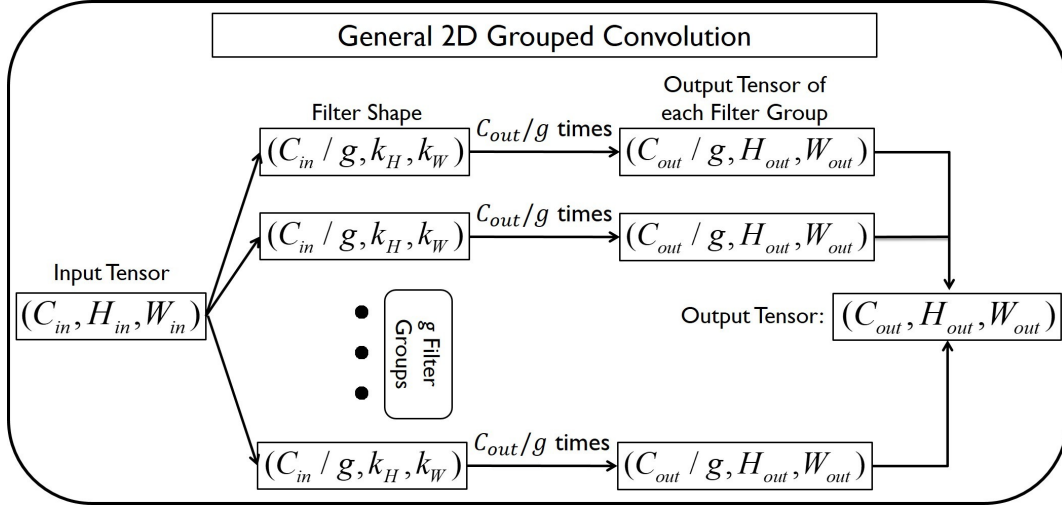 General 2D Grouped Convolution
Output Tensor of
each Filter Group
Filter Shape
(C_in / g, k_H, k_W)
C_out/g times
(C_out / g, H_out, W_out)
(C_in / g, k_H, k_W)
C_out/g times
(C_out / g, H_out, W_out)
Input Tensor
(C_in, H_in, W_in)
g Filter
Groups
Output Tensor:
(C_out, H_out, W_out)
(C_in / g, k_H, k_W)
C_out/g times
(C_out / g, H_out, W_out)